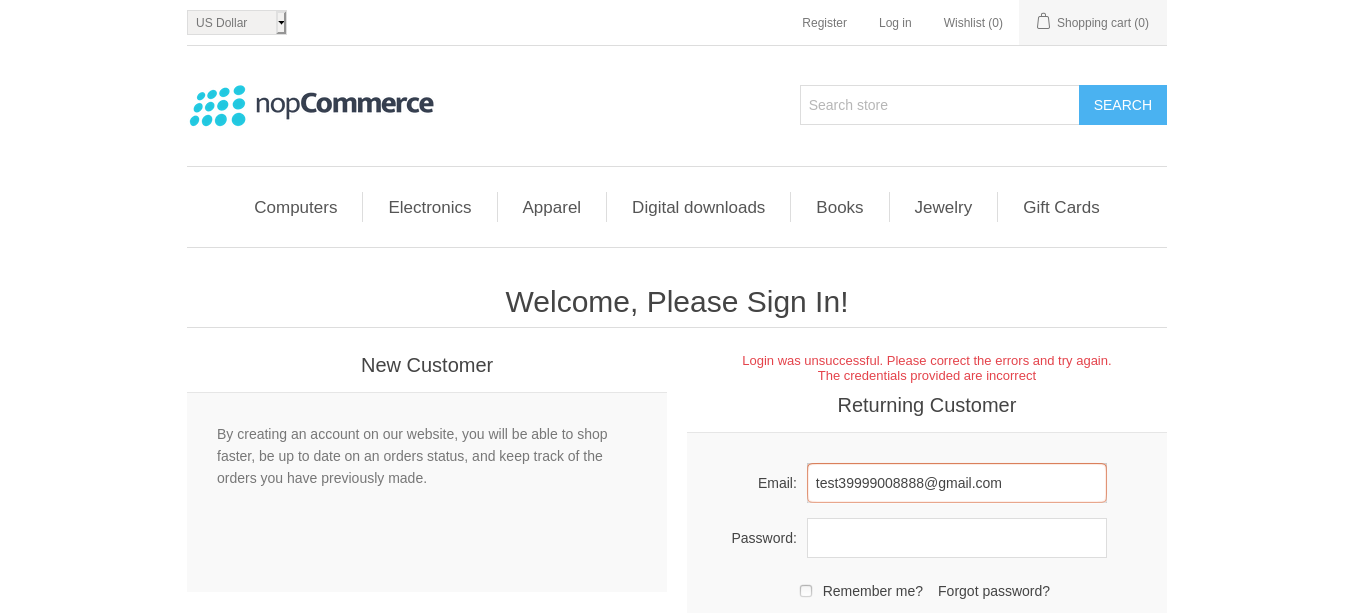 US Dollar
Register
Log in
Wishlist (0)
Shopping cart (0)
nopCommerce
Search store
SEARCH
Computers
Electronics
Apparel
Digital downloads
Books
Jewelry
Gift Cards
Welcome, Please Sign In!
New Customer
By creating an account on our website, you will be able to shop
faster, be up to date on an orders status, and keep track of the
orders you have previously made.
Login was unsuccessful. Please correct the errors and try again.
The credentials provided are incorrect
Returning Customer
Email:
test39999008888@gmail.com
Password:
Remember me?
Forgot password?